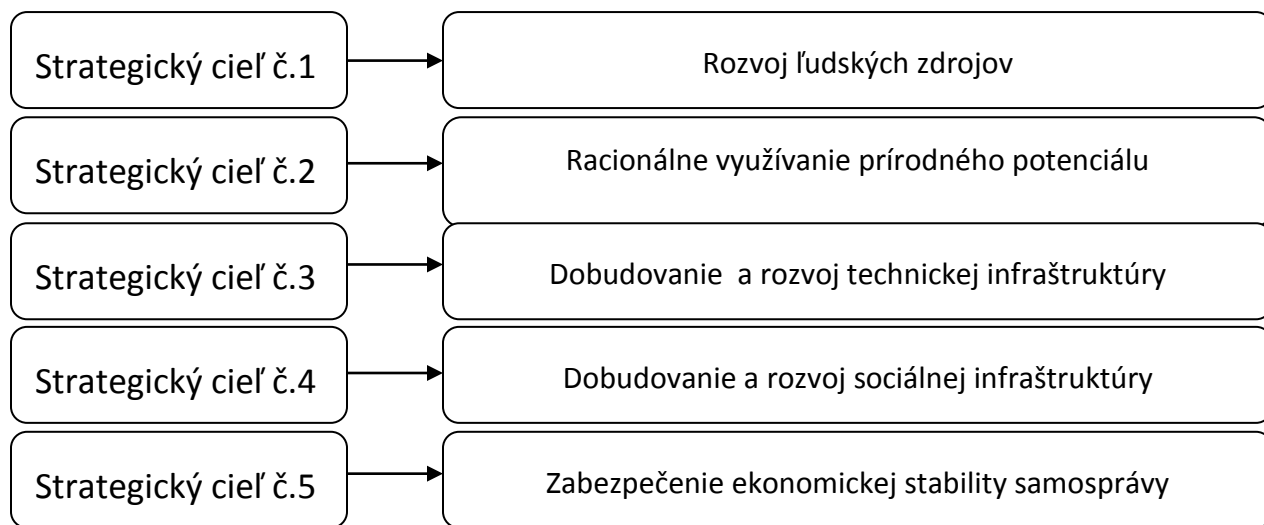 Strategický cieľ č.1
Rozvoj ľudských zdrojov
Strategický cieľ č.2
Racionálne využívanie prírodného potenciálu
Strategický cieľ č.3
Dobudovanie  a rozvoj technickej infraštruktúry
Strategický cieľ č.4
Dobudovanie a rozvoj sociálnej infraštruktúry
Strategický cieľ č.5
Zabezpečenie ekonomickej stability samosprávy